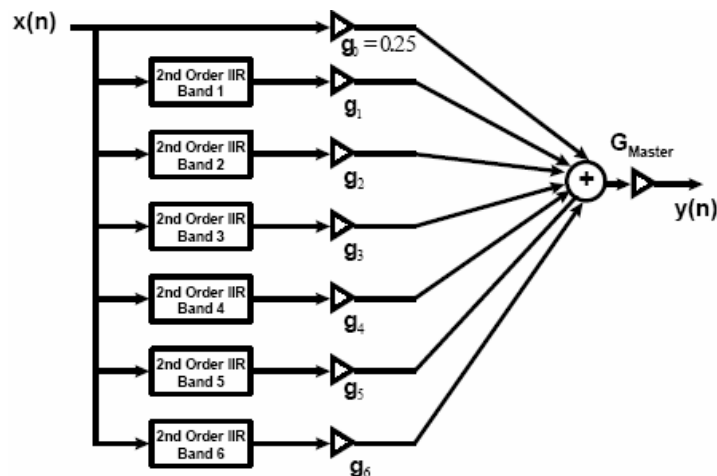 x(n)
g₀ = 0.25
2nd Order IIR
Band 1
g₁
2nd Order IIR
Band 2
g₂
G_Master
+
y(n)
2nd Order IIR
Band 3
g₃
2nd Order IIR
Band 4
g₄
2nd Order IIR
Band 5
g₅
2nd Order IIR
Band 6
g₆